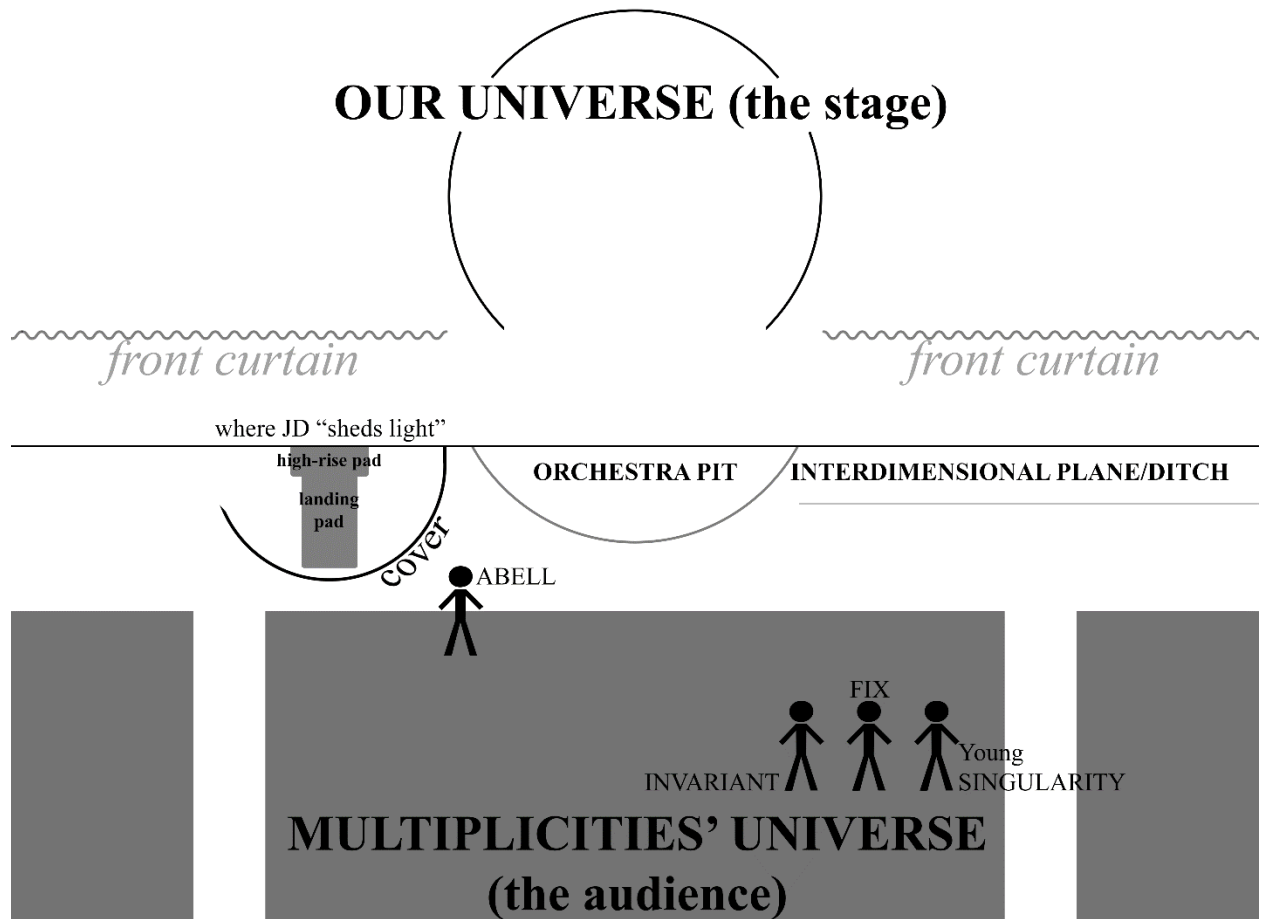 OUR UNIVERSE (the stage)
front curtain
front curtain
where JD “sheds light”
high-rise pad
landing
pad
cover
ORCHESTRA PIT
INTERDIMENSIONAL PLANE/DITCH
ABELL
FIX
INVARIANT
Young
SINGULARITY
MULTIPLICITIES’ UNIVERSE
(the audience)